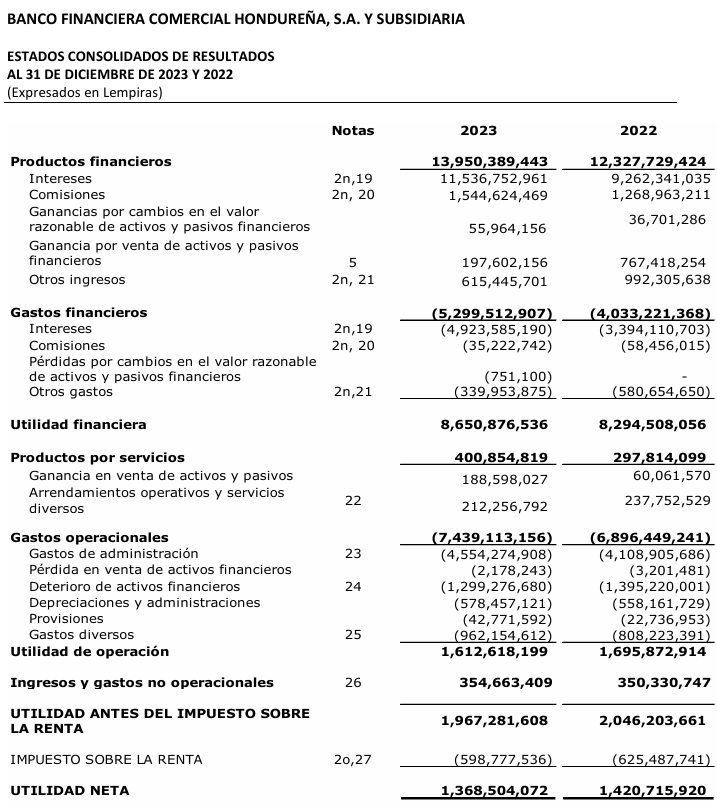 BANCO FINANCIERA COMERCIAL HONDUREÑA, S.A. Y SUBSIDIARIA
ESTADOS CONSOLIDADOS DE RESULTADOS
AL 31 DE DICIEMBRE DE 2023 Y 2022
(Expresados en Lempiras)
Notas 2023 2022
Productos financieros 13,950,389,443 12,327,729,424
Intereses 2n,19 11,536,752,961 9,262,341,035
Comisiones 2n, 20 1,544,624,469 1,268,963,211
Ganancias por cambios en el valor
razonable de activos y pasivos financieros 55,964,156 36,701,286
Ganancia por venta de activos y pasivos
financieros 5 197,602,156 767,418,254
Otros ingresos 2n, 21 615,445,701 992,305,638
Gastos financieros (5,299,512,907) (4,033,221,368)
Intereses 2n,19 (4,923,585,190) (3,394,110,703)
Comisiones 2n, 20 (35,222,742) (58,456,015)
Pérdidas por cambios en el valor razonable
de activos y pasivos financieros (751,100) -
Otros gastos 2n,21 (339,953,875) (580,654,650)
Utilidad financiera 8,650,876,536 8,294,508,056
Productos por servicios 400,854,819 297,814,099
Ganancia en venta de activos y pasivos 188,598,027 60,061,570
Arrendamientos operativos y servicios
diversos 22 212,256,792 237,752,529
Gastos operacionales (7,439,113,156) (6,896,449,241)
Gastos de administración 23 (4,554,274,908) (4,108,905,686)
Pérdida en venta de activos financieros (2,178,243) (3,201,481)
Deterioro de activos financieros 24 (1,299,276,680) (1,395,220,001)
Depreciaciones y administraciones (578,457,121) (558,161,729)
Provisiones (42,771,592) (22,736,953)
Gastos diversos 25 (962,154,612) (808,223,391)
Utilidad de operación 1,612,618,199 1,695,872,914
Ingresos y gastos no operacionales 26 354,663,409 350,330,747
UTILIDAD ANTES DEL IMPUESTO SOBRE
LA RENTA 1,967,281,608 2,046,203,661
IMPUESTO SOBRE LA RENTA 2o,27 (598,777,536) (625,487,741)
UTILIDAD NETA 1,368,504,072 1,420,715,920